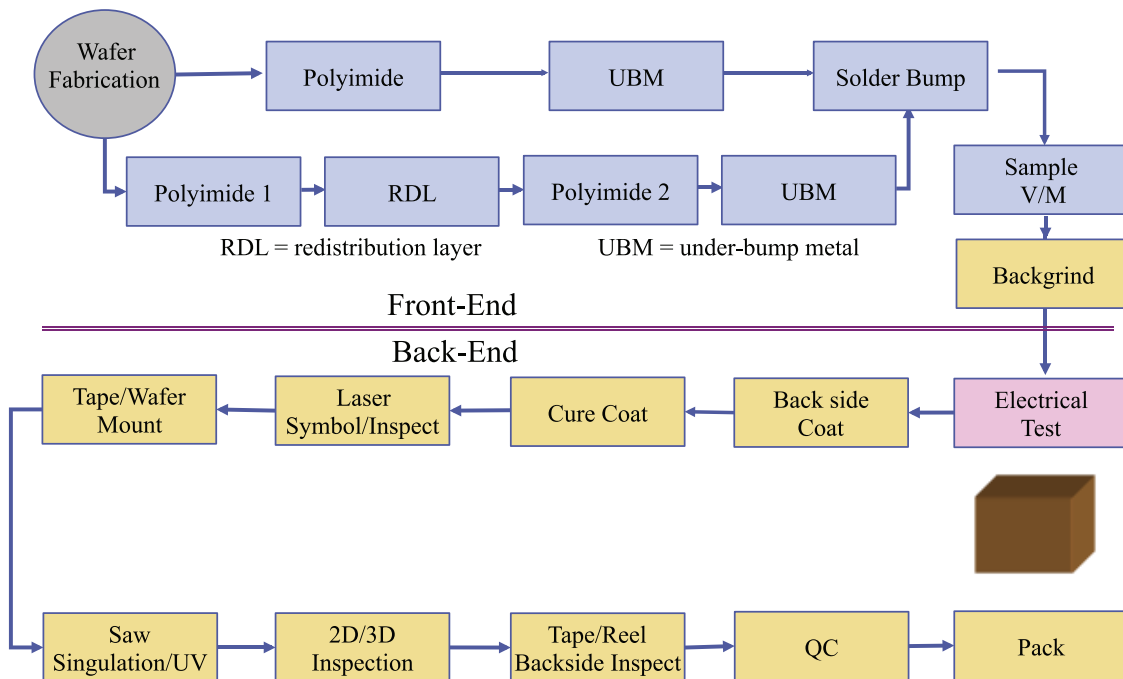 Wafer
Fabrication
Polyimide
UBM
Solder Bump
Polyimide 1
RDL
Polyimide 2
UBM
Sample
V/M
RDL = redistribution layer
UBM = under-bump metal
Backgrind
Front-End
Back-End
Tape/Wafer
Mount
Laser
Symbol/Inspect
Cure Coat
Back side
Coat
Electrical
Test
Saw
Singulation/UV
2D/3D
Inspection
Tape/Reel
Backside Inspect
QC
Pack